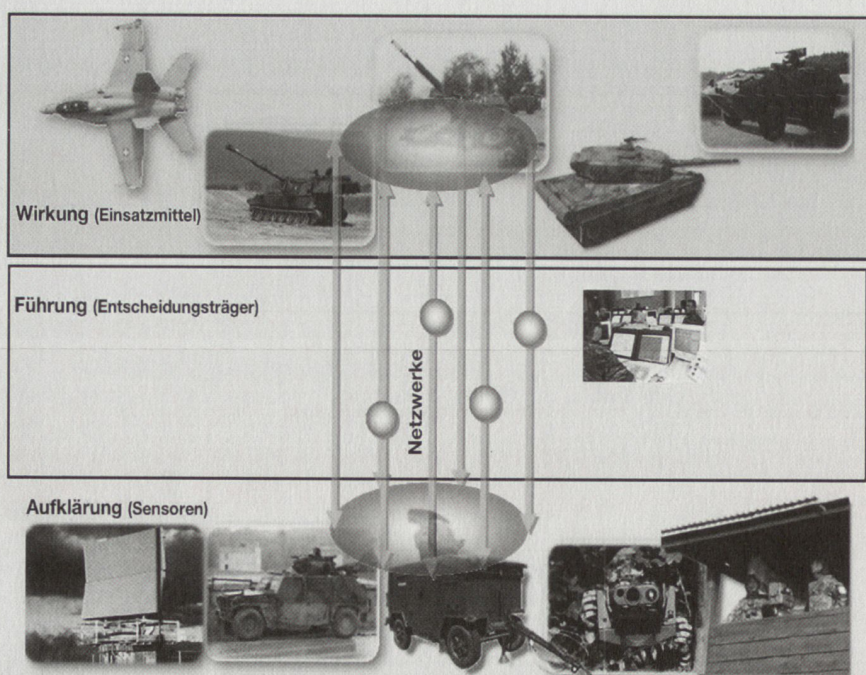 Wirkung (Einsatzmittel)
Führung (Entscheidungsträger)
Netzwerke
Aufklärung (Sensoren)